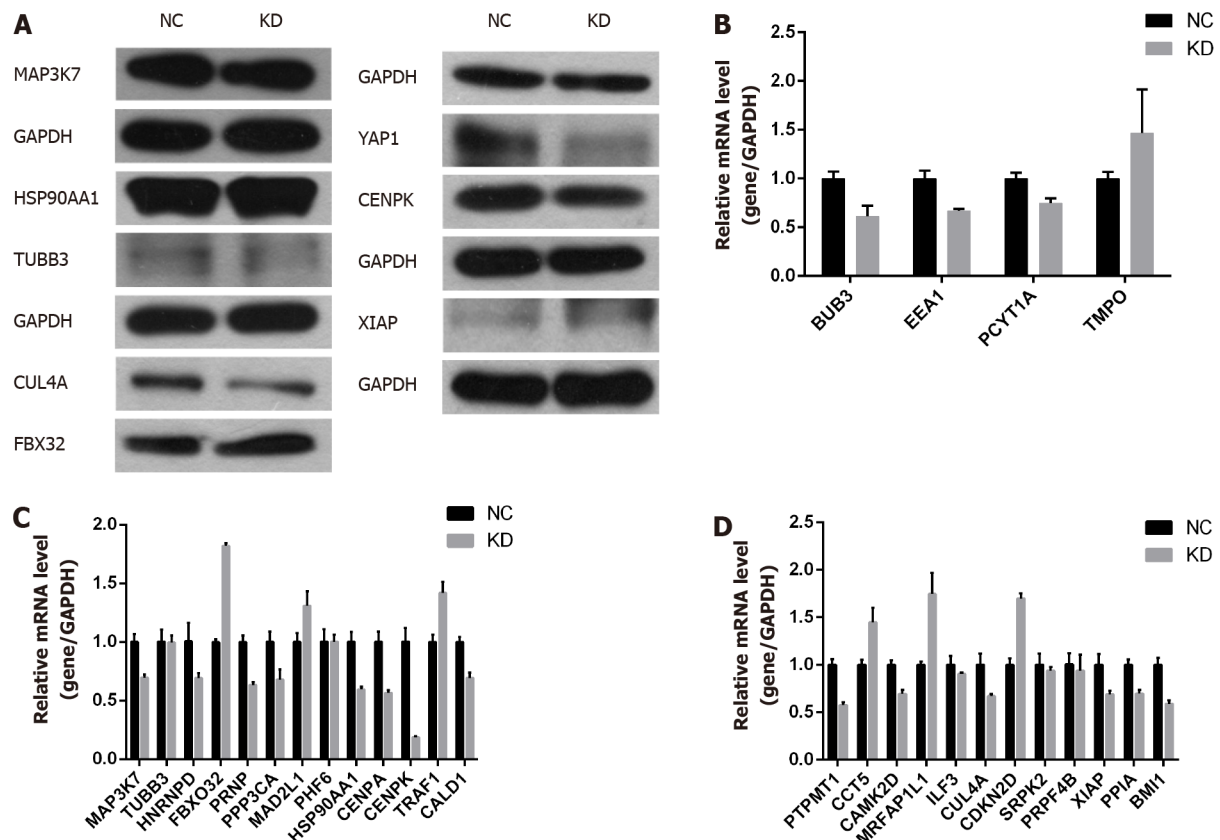 A
NC KD
MAP3K7
GAPDH
HSP90AA1
TUBB3
GAPDH
CUL4A
FBX32
NC KD
GAPDH
YAP1
CENPK
GAPDH
XIAP
GAPDH
B
NC
KD
Relative mRNA level
(gene/GAPDH)
2.5
2.0
1.5
1.0
0.5
0.0
BUB3 EEA1 PCYT1A TMPO
C
NC
KD
Relative mRNA level
(gene/GAPDH)
2.0
1.5
1.0
0.5
0.0
MAP3K7 TUBB3 HNRNPD FBXO32 PRNP PPP3CA MAD2L1 PHF6 HSP90AA1 CENPA CENPK TRAF1 CALD1
D
NC
KD
Relative mRNA level
(gene/GAPDH)
2.5
2.0
1.5
1.0
0.5
0.0
PTPMT1 CCT5 CAMK2D MRFAP1L1 ILF3 CUL4A CDKN2D SRPK2 PRPF4B XIAP PPIA BMI1